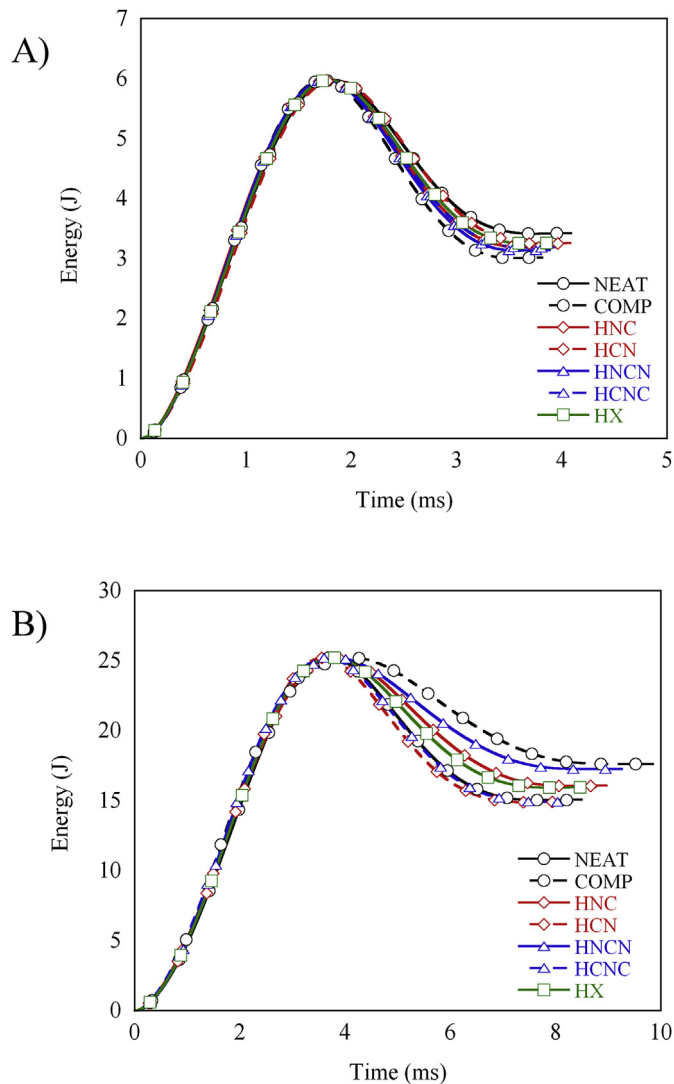 A)
7
6
5
4
3
2
1
0
Energy (J)
NEAT
COMP
HNC
HCN
HNCN
HCNC
HX
0 1 2 3 4 5
Time (ms)
B)
30
25
20
15
10
5
0
Energy (J)
NEAT
COMP
HNC
HCN
HNCN
HCNC
HX
0 2 4 6 8 10
Time (ms)